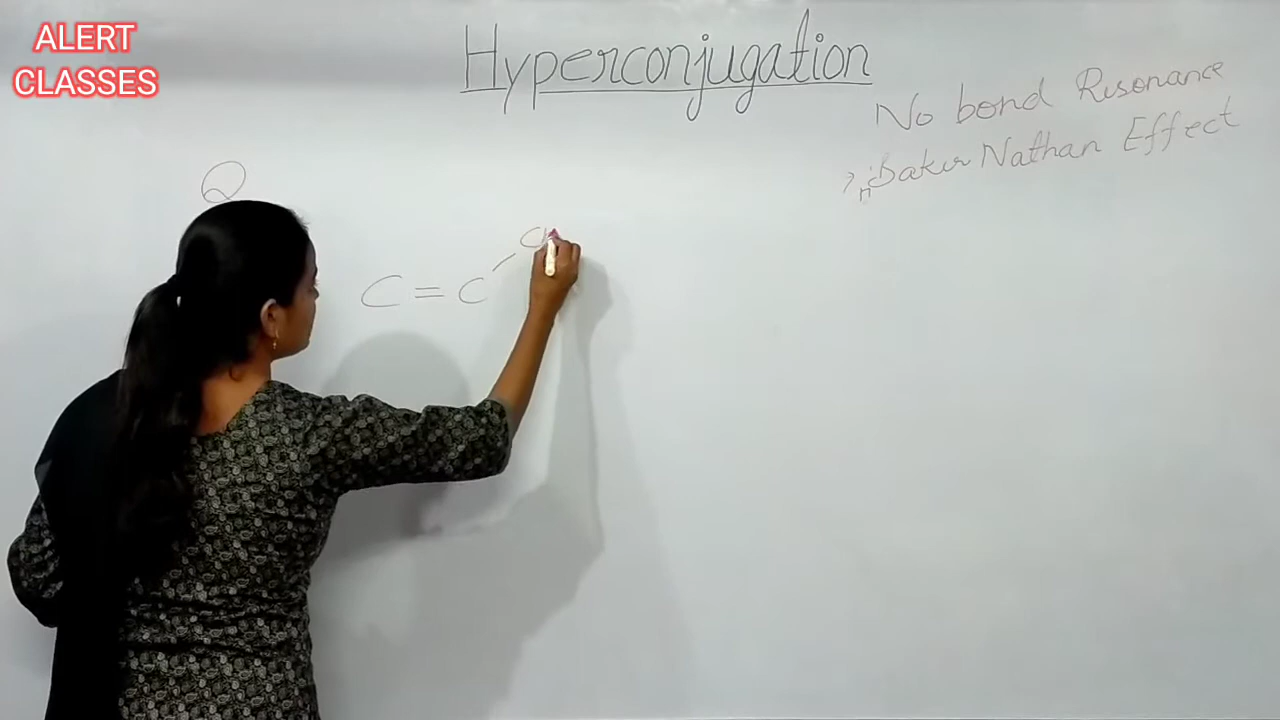 ALERT
CLASSES
Hyperconjugation
No bond Resonance
Baker Nathan Effect
Q
C = C